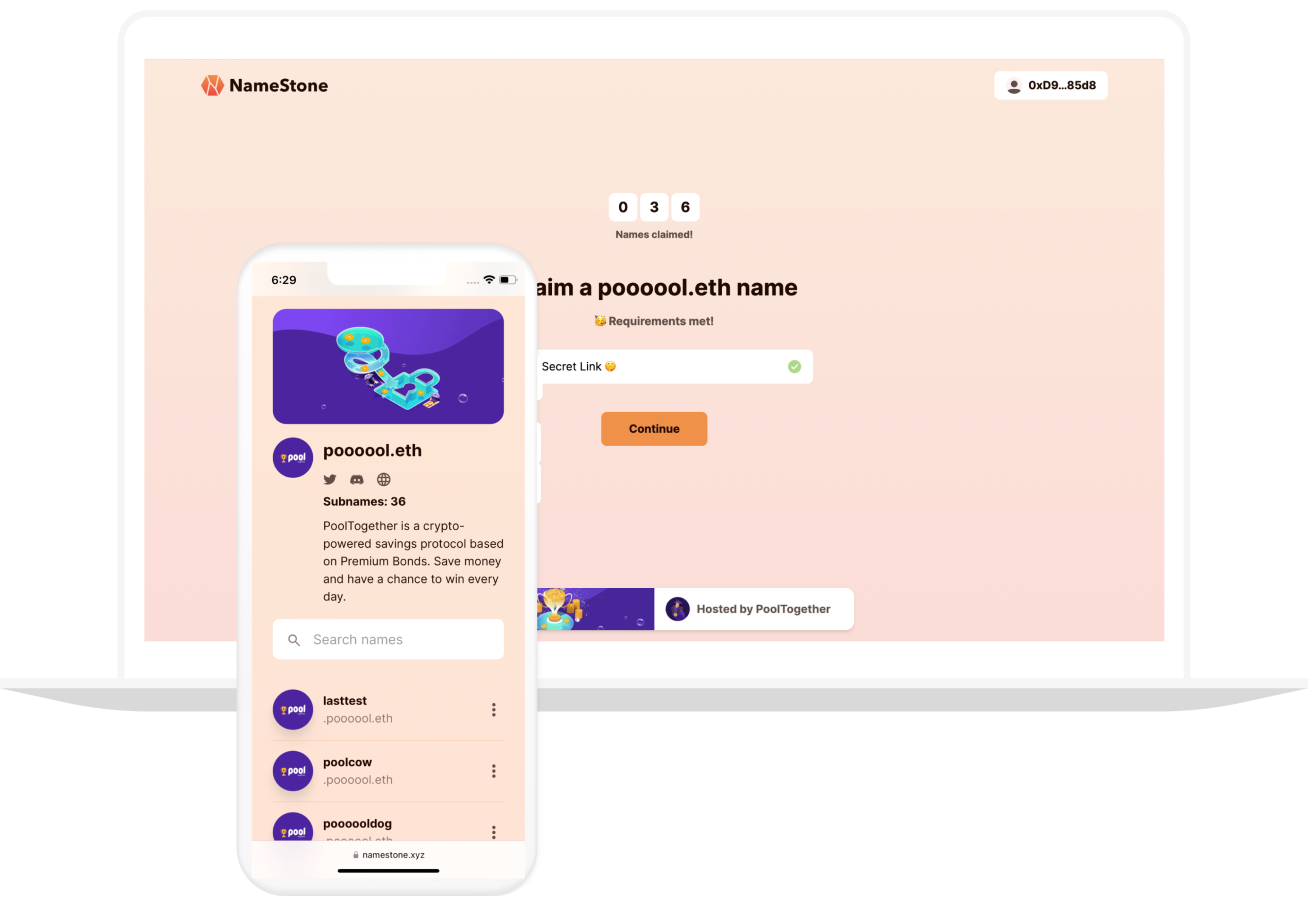 NameStone
0xD9...85d8
0 3 6
Names claimed!
aim a poooool.eth name
Requirements met!
Secret Link
Continue
Hosted by PoolTogether
6:29
pool
poooool.eth
Subnames: 36
PoolTogether is a crypto-
powered savings protocol based
on Premium Bonds. Save money
and have a chance to win every
day.
Search names
pool
lasttest
.poooool.eth
pool
poolcow
.poooool.eth
pool
poooooldog
.poooool.eth
namestone.xyz